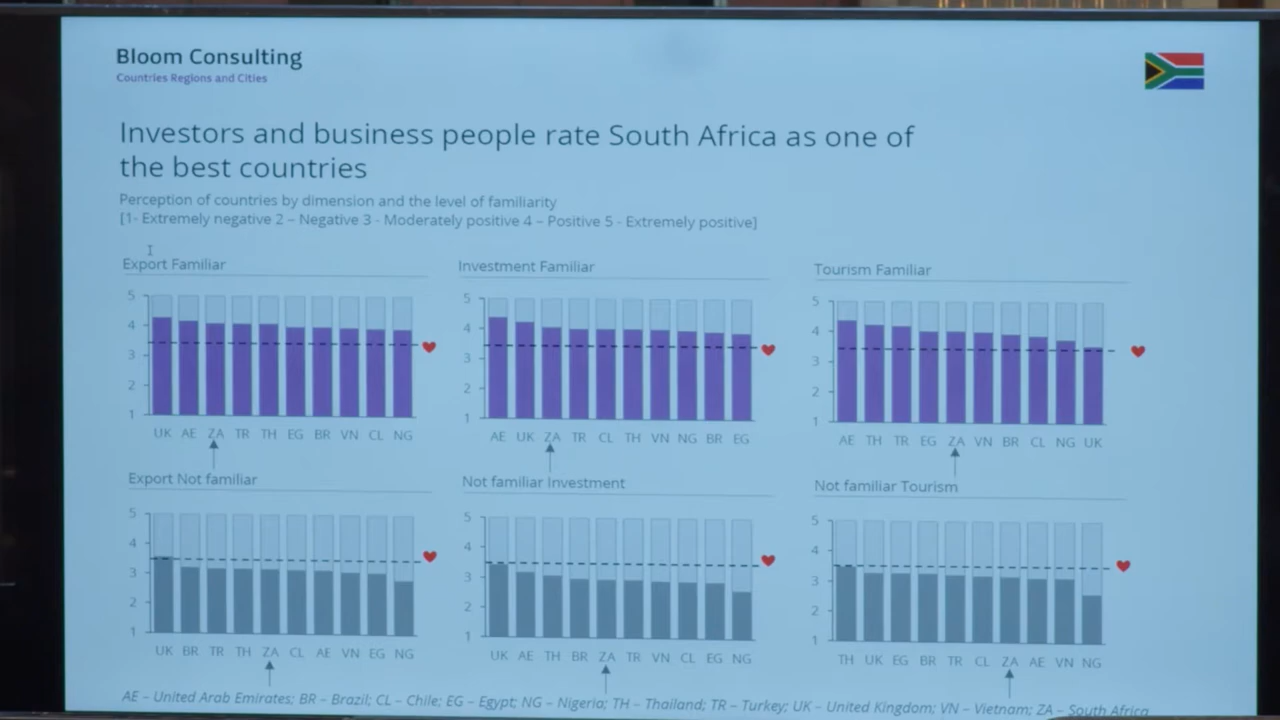 Bloom Consulting
Countries Regions and Cities
Investors and business people rate South Africa as one of
the best countries
Perception of countries by dimension and the level of familiarity
[1- Extremely negative 2 – Negative 3 - Moderately positive 4 – Positive 5 - Extremely positive]
Export Familiar
5
4
3
2
1
UK AE ZA TR TH EG BR VN CL NG
Investment Familiar
5
4
3
2
1
AE UK ZA TR CL TH VN NG BR EG
Tourism Familiar
5
4
3
2
1
AE TH TR EG ZA VN BR CL NG UK
Export Not familiar
5
4
3
2
1
UK BR TR TH ZA CL AE VN EG NG
Not familiar Investment
5
4
3
2
1
UK AE TH BR ZA TR VN CL EG NG
Not familiar Tourism
5
4
3
2
1
TH UK EG BR TR CL ZA AE VN NG
AE – United Arab Emirates; BR – Brazil; CL – Chile; EG – Egypt; NG – Nigeria; TH – Thailand; TR – Turkey; UK – United Kingdom; VN – Vietnam; ZA – South Africa